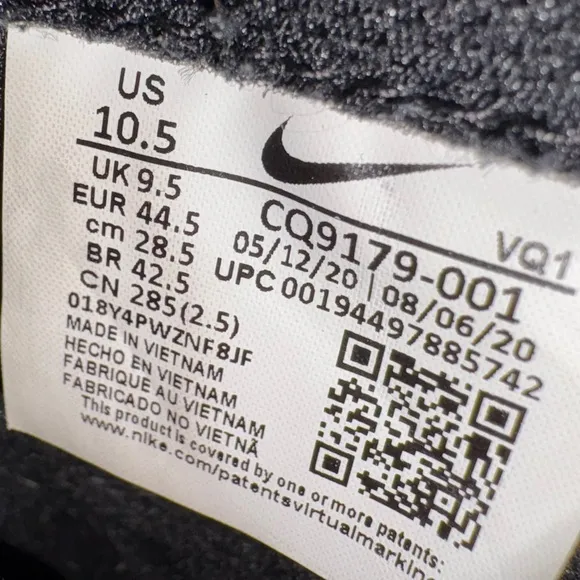 US
10.5
UK 9.5
EUR 44.5
cm 28.5
BR 42.5
CN 285(2.5)
018Y4PWZNF8JF
MADE IN VIETNAM
HECHO EN VIETNAM
FABRIQUE AU VIETNAM
FABRICADO NO VIETNÃ
This product is covered by one or more patents:
www.nike.com/patentsvirtualmarkin
VQ1
CQ9179-001
05/12/20 | 08/06/20
UPC 00194497885742